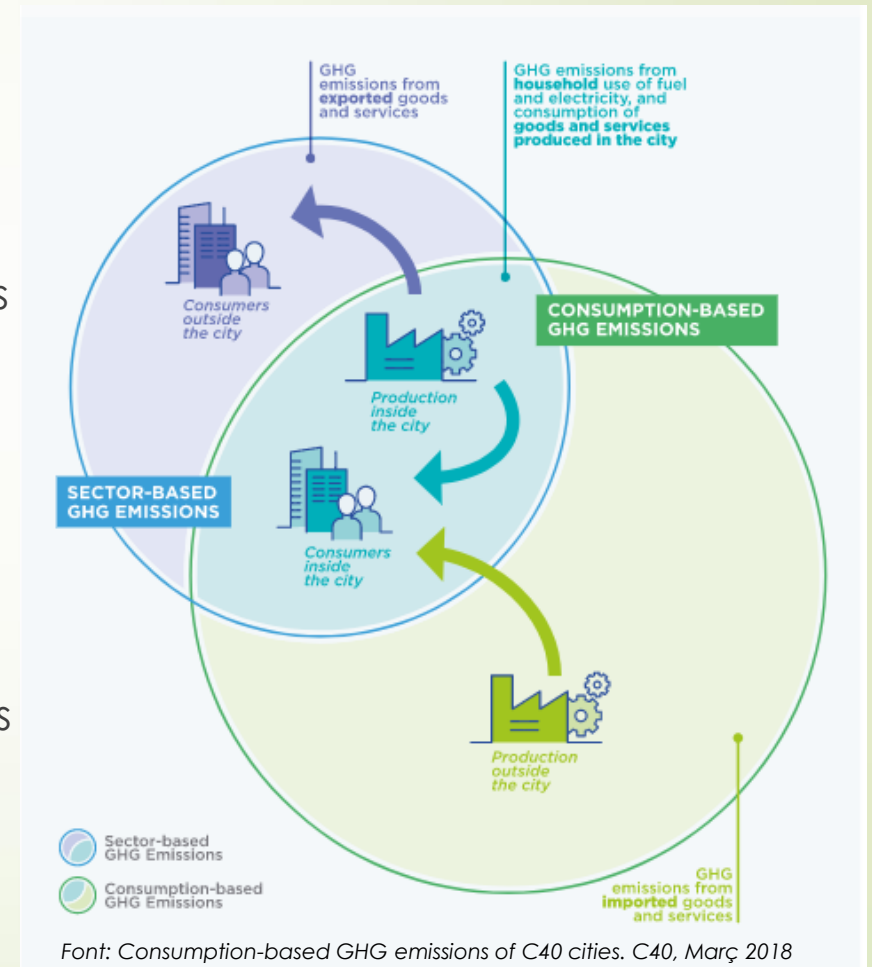 GHG
emissions from
exported goods
and services
GHG emissions from
household use of fuel
and electricity, and
consumption of
goods and services
produced in the city
Consumers
outside
the city
CONSUMPTION-BASED
GHG EMISSIONS
Production
inside
the city
S
SECTOR-BASED
GHG EMISSIONS
Consumers
inside
the city
S
Production
outside
the city
Sector-based
GHG Emissions
Consumption-based
GHG Emissions
GHG
emissions from
imported goods
and services
Font: Consumption-based GHG emissions of C40 cities. C40, Març 2018